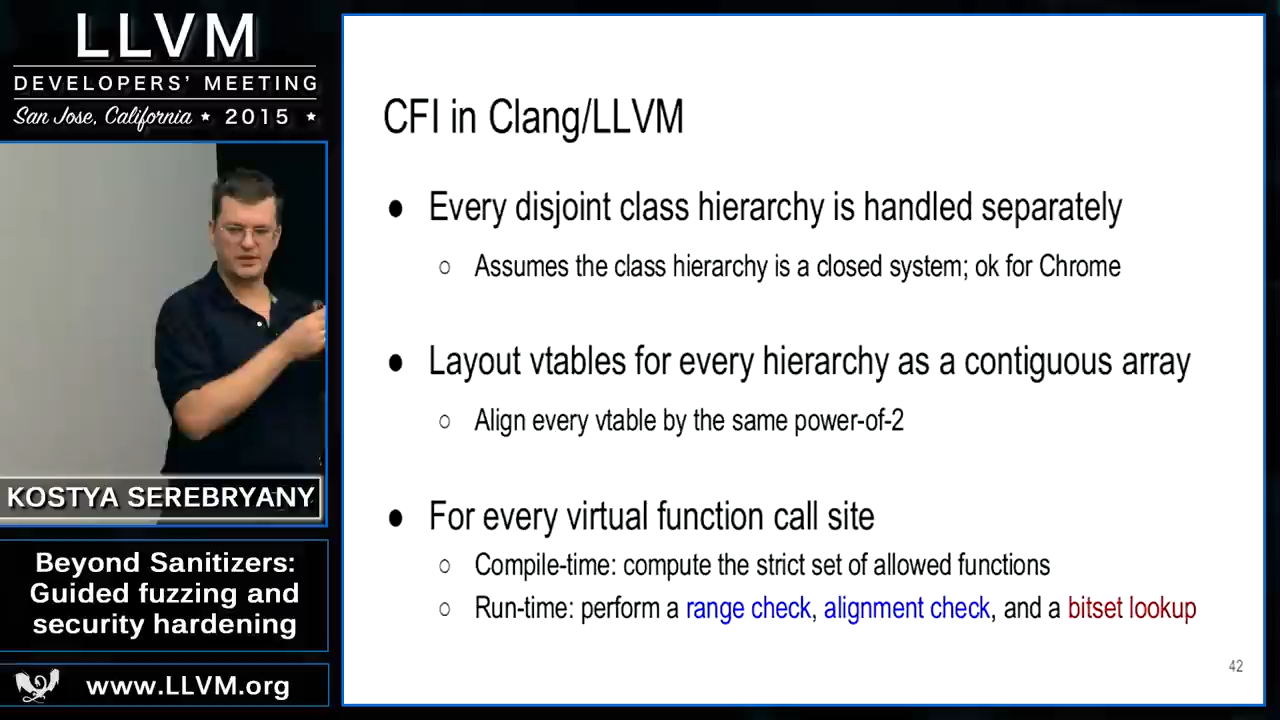 LLVM
DEVELOPERS' MEETING
San Jose, California ★ 2015 ★
KOSTYA SEREBRYANY
Beyond Sanitizers:
Guided fuzzing and
security hardening
www.LLVM.org
CFI in Clang/LLVM
● Every disjoint class hierarchy is handled separately
○ Assumes the class hierarchy is a closed system; ok for Chrome
● Layout vtables for every hierarchy as a contiguous array
○ Align every vtable by the same power-of-2
● For every virtual function call site
○ Compile-time: compute the strict set of allowed functions
○ Run-time: perform a range check, alignment check, and a bitset lookup
42